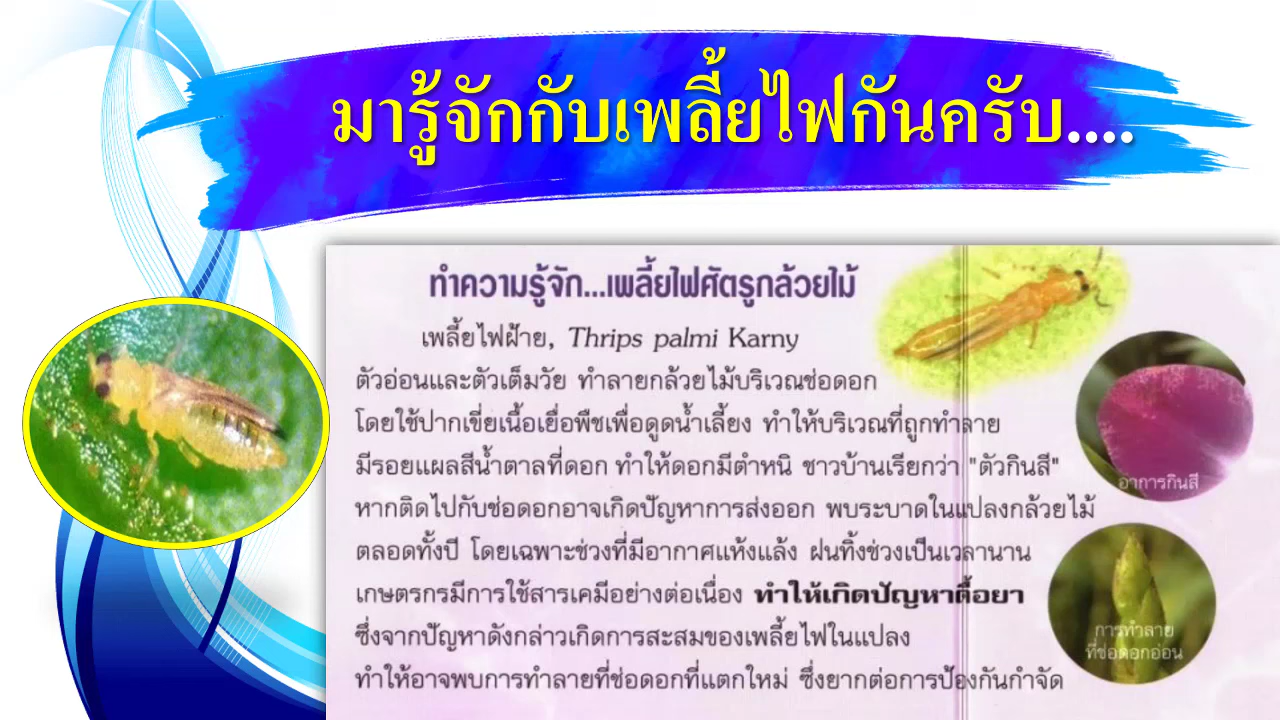 มารู้จักกับเพลี้ยไฟกันครับ....
ทำความรู้จัก...เพลี้ยไฟศัตรูกล้วยไม้
เพลี้ยไฟฝ้าย, Thrips palmi Karny
ตัวอ่อนและตัวเต็มวัย ทำลายกล้วยไม้บริเวณช่อดอก
โดยใช้ปากเขี่ยเนื้อเยื่อพืชเพื่อดูดน้ำเลี้ยง ทำให้บริเวณที่ถูกทำลาย
มีรอยแผลสีน้ำตาลที่ดอก ทำให้ดอกมีตำหนิ ชาวบ้านเรียกว่า "ตัวกินสี"
หากติดไปกับช่อดอกอาจเกิดปัญหาการส่งออก พบระบาดในแปลงกล้วยไม้
ตลอดทั้งปี โดยเฉพาะช่วงที่มีอากาศแห้งแล้ง ฝนทิ้งช่วงเป็นเวลานาน
เกษตรกรมีการใช้สารเคมีอย่างต่อเนื่อง ทำให้เกิดปัญหาดื้อยา
ซึ่งจากปัญหาดังกล่าวเกิดการสะสมของเพลี้ยไฟในแปลง
ทำให้อาจพบการทำลายที่ช่อดอกที่แตกใหม่ ซึ่งยากต่อการป้องกันกำจัด
อาการกินสี
การทำลาย
ที่ช่อดอกอ่อน